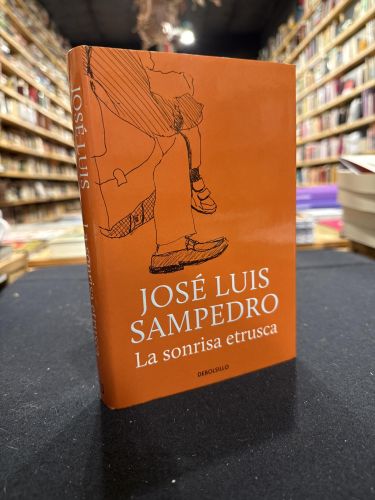 JOSÉ LUIS
SAMPEDRO
La sonrisa etrusca
DEBOLSILLO
JOSÉ LUIS